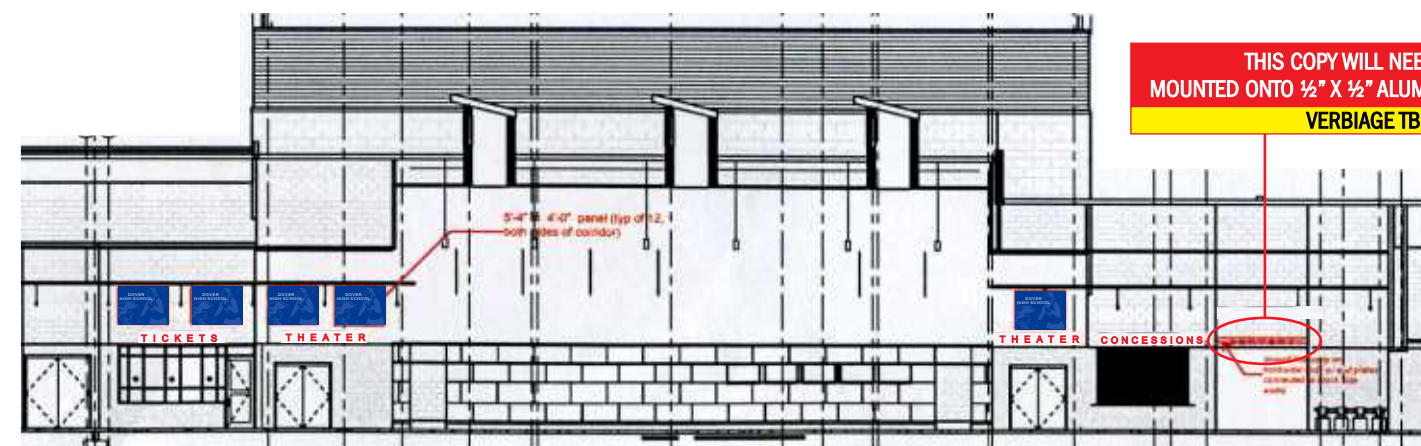 THIS COPY WILL NEE
MOUNTED ONTO ½" X ½" ALUM
VERBIAGE TB
5'-4" 4'-0" panel (typ of 12,
both sides of corridor)
DOVER
HIGH SCHOOL
DOVER
HIGH SCHOOL
DOVER
HIGH SCHOOL
DOVER
HIGH SCHOOL
DOVER
HIGH SCHOOL
TICKETS
THEATER
THEATER
CONCESSIONS